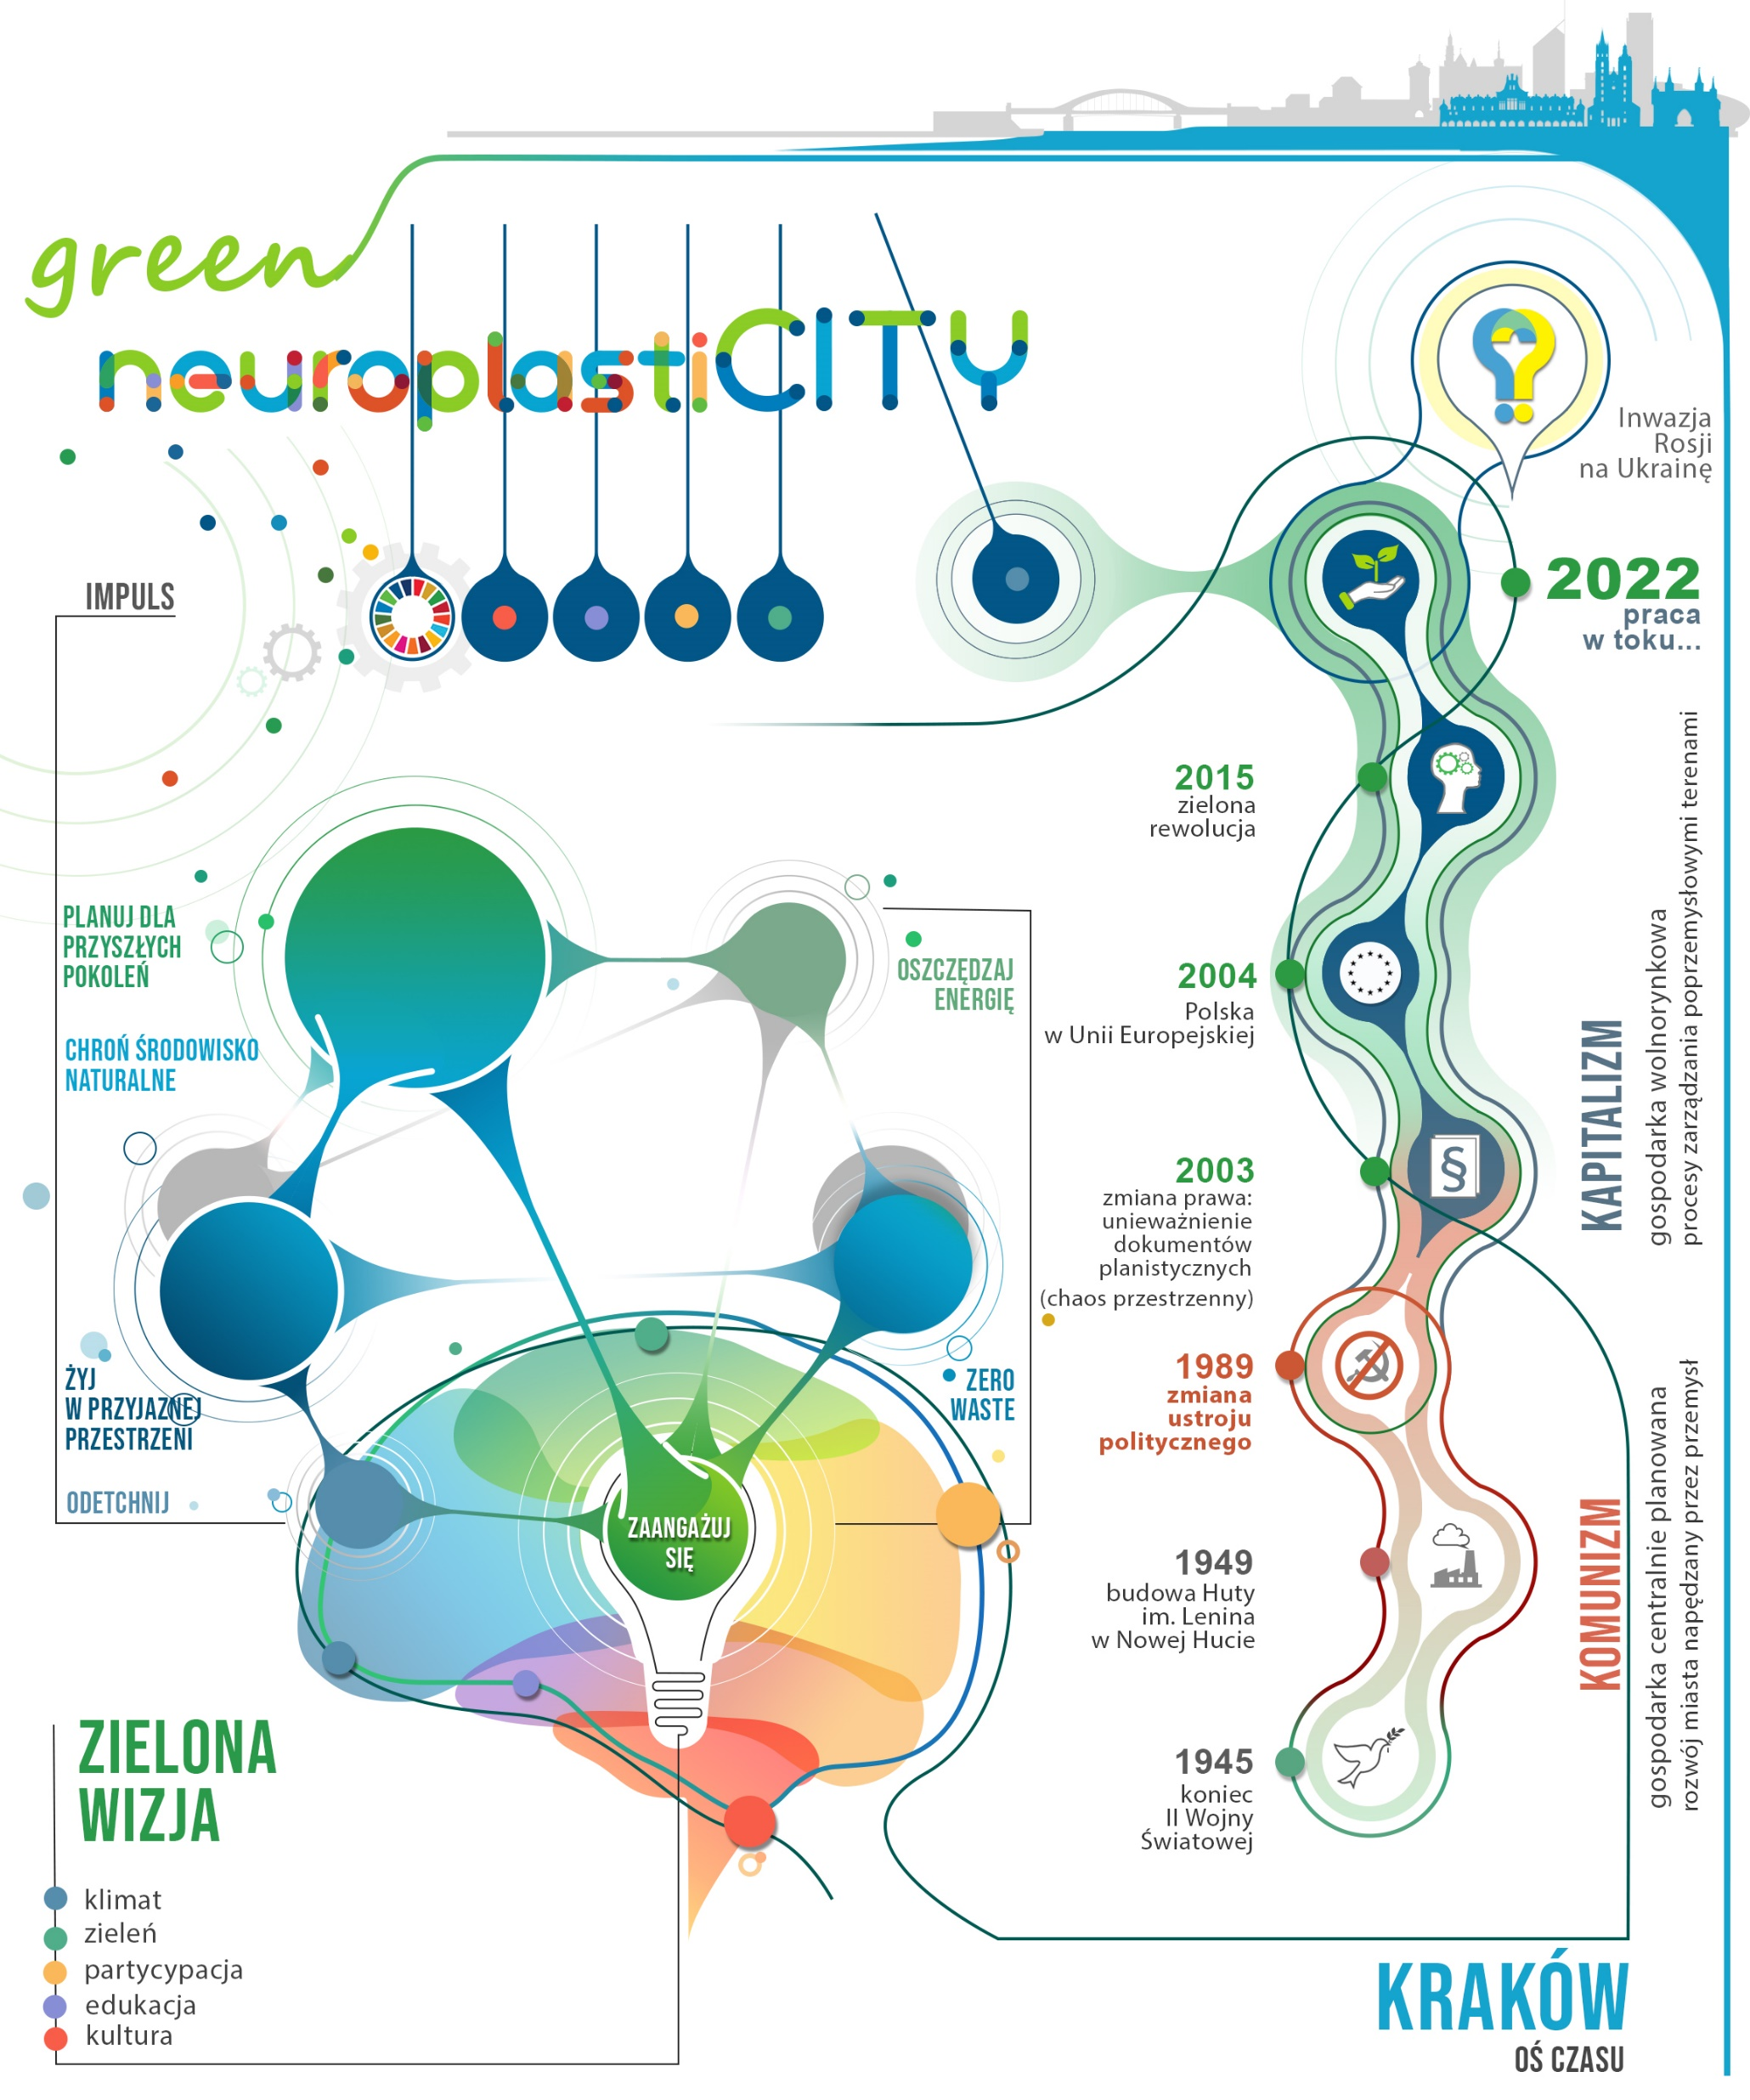 green
neuroplastiCITY
IMPULS
PLANUJ DLA
PRZYSZŁYCH
POKOLEŃ
CHROŃ ŚRODOWISKO
NATURALNE
OSZCZĘDZAJ
ENERGIĘ
ŻYJ
W PRZYJAZNEJ
PRZESTRZENI
ODETCHNIJ
ZERO
WASTE
ZAANGAŻUJ
SIĘ
ZIELONA
WIZJA
klimat
zieleń
partycypacja
edukacja
kultura
Inwazja
Rosji
na Ukrainę
2022
praca
w toku...
2015
zielona
rewolucja
2004
Polska
w Unii Europejskiej
2003
zmiana prawa:
unieważnienie
dokumentów
planistycznych
(chaos przestrzenny)
§
1989
zmiana
ustroju
politycznego
1949
budowa Huty
im. Lenina
w Nowej Hucie
1945
koniec
II Wojny
Światowej
KAPITALIZM
gospodarka wolnorynkowa
procesy zarządzania poprzemysłowymi terenami
KOMUNIZM
gospodarka centralnie planowana
rozwój miasta napędzany przez przemysł
KRAKÓW
OŚ CZASU